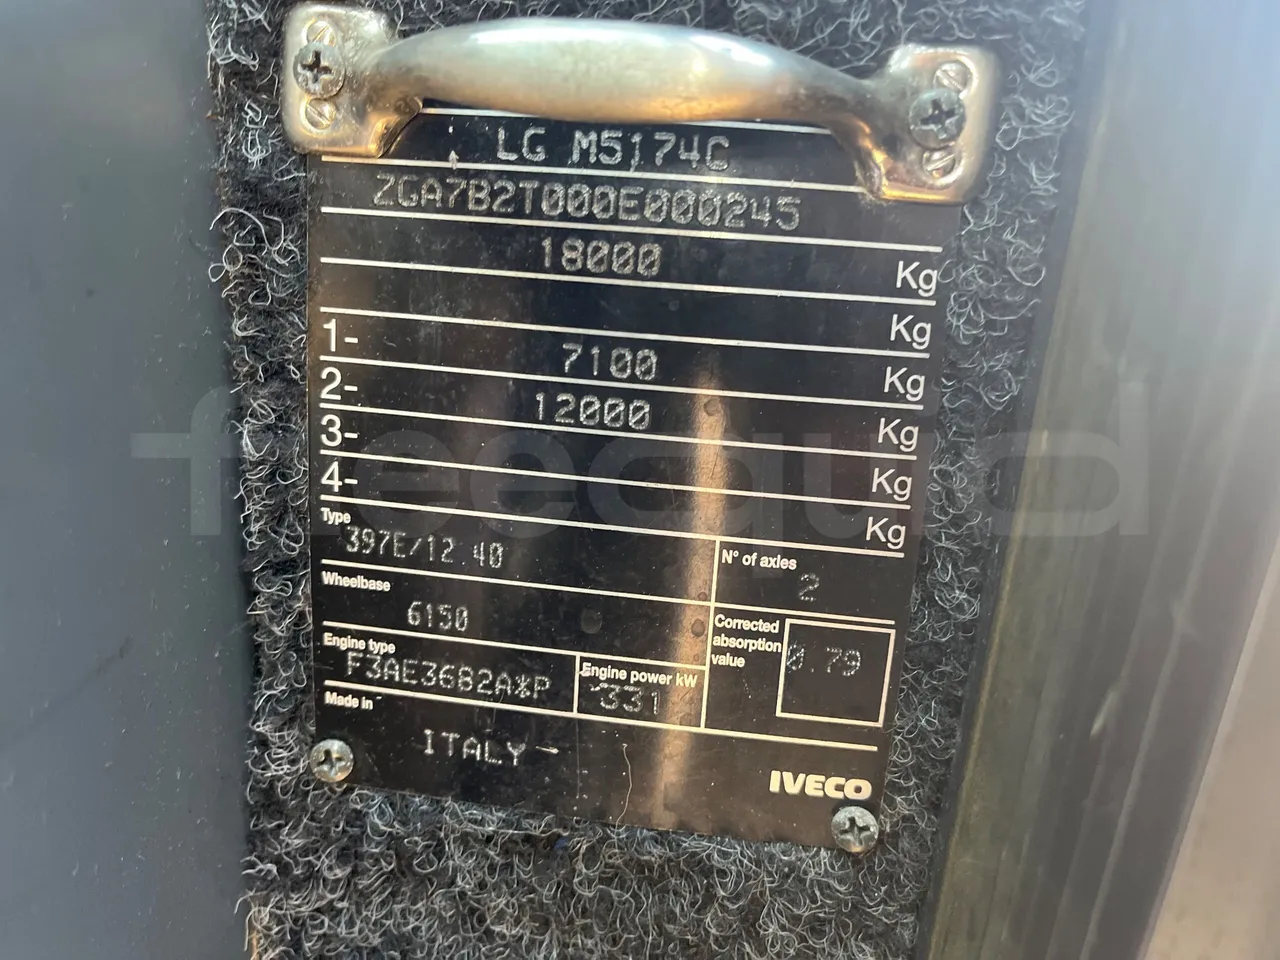 LG M5174C
ZGA7B2T000E000245
18000 Kg
Kg
1- 7100 Kg
2- 12000 Kg
3- Kg
4- Kg
Type 397E/12.40
N° of axles 2
Wheelbase 6150
Corrected absorption value 0.79
Engine type F3AE3682A*P
Engine power kW 331
Made in ITALY
IVECO